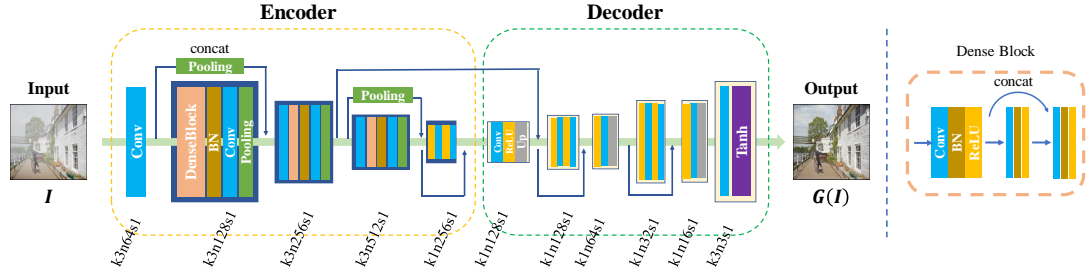 Encoder
Decoder
Dense Block
concat
Pooling
Input
Output
concat
Pooling
Conv
DenseBlock
BN
Conv
Pooling
Conv
ReLU
Up
Tanh
Conv
BN
ReLU
I
G(I)
k3n64s1
k3n128s1
k3n256s1
k3n512s1
k1n256s1
k1n128s1
k1n128s1
k1n64s1
k1n32s1
k1n16s1
k3n3s1